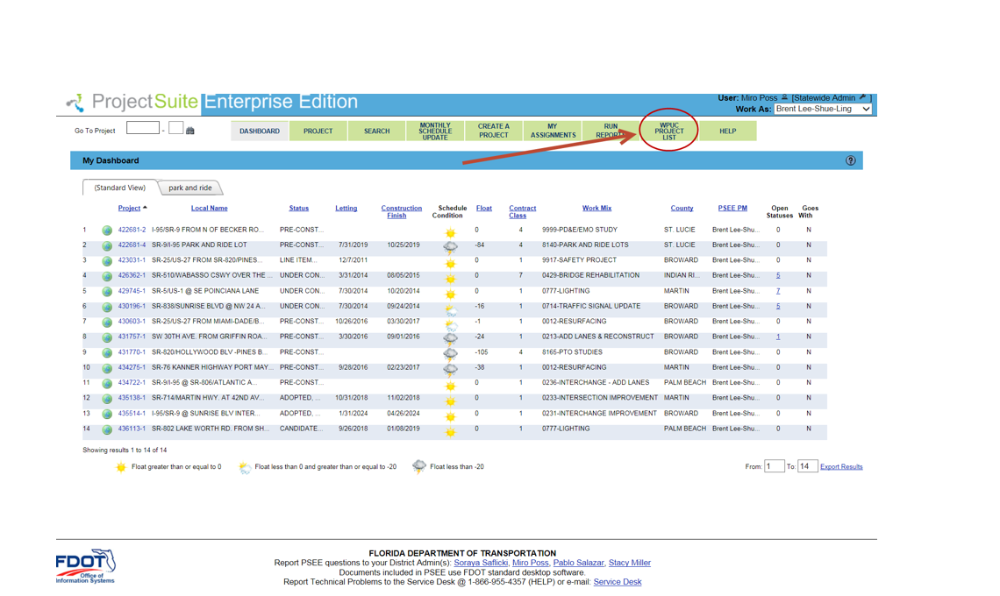 ProjectSuite Enterprise Edition
User: Miro Poss [Statewide Admin ]
Work As: Brent Lee-Shue-Ling
Go To Project -
DASHBOARD
PROJECT
SEARCH
MONTHLY SCHEDULE UPDATE
CREATE A PROJECT
MY ASSIGNMENTS
RUN REPORT
WPUC PROJECT LIST
HELP
My Dashboard
(Standard View) park and ride
Project Local Name Status Letting Construction Finish Schedule Condition Float Contract Class Work Mix County PSEE PM Open Statuses Goes With
1 422681-2 I-95/SR-9 FROM N OF BECKER RO... PRE-CONST... 0 4 9999-PD&E/EMO STUDY ST. LUCIE Brent Lee-Shu... 0 N
2 422681-4 SR-9/I-95 PARK AND RIDE LOT PRE-CONST... 7/31/2019 10/25/2019 -84 4 8140-PARK AND RIDE LOTS ST. LUCIE Brent Lee-Shu... 0 N
3 423031-1 SR-25/US-27 FROM SR-820/PINES... LINE ITEM... 12/7/2011 0 1 9917-SAFETY PROJECT BROWARD Brent Lee-Shu... 0 N
4 426362-1 SR-510/WABASSO CSWY OVER THE ... UNDER CON... 3/31/2014 08/05/2015 0 7 0429-BRIDGE REHABILITATION INDIAN RI... Brent Lee-Shu... 5 N
5 429745-1 SR-5/US-1 @ SE POINCIANA LANE UNDER CON... 7/30/2014 10/20/2014 0 1 0777-LIGHTING MARTIN Brent Lee-Shu... 7 N
6 430196-1 SR-838/SUNRISE BLVD @ NW 24 A... UNDER CON... 7/30/2014 09/24/2014 -16 1 0714-TRAFFIC SIGNAL UPDATE BROWARD Brent Lee-Shu... 5 N
7 430603-1 SR-25/US-27 FROM MIAMI-DADE/B... PRE-CONST... 10/26/2016 03/30/2017 -1 1 0012-RESURFACING BROWARD Brent Lee-Shu... 0 N
8 431757-1 SW 30TH AVE. FROM GRIFFIN ROA... PRE-CONST... 3/30/2016 09/01/2016 -24 1 0213-ADD LANES & RECONSTRUCT BROWARD Brent Lee-Shu... 1 N
9 431770-1 SR-820/HOLLYWOOD BLV -PINES B... PRE-CONST... -105 4 8165-PTO STUDIES BROWARD Brent Lee-Shu... 0 N
10 434275-1 SR-76 KANNER HIGHWAY PORT MAY... PRE-CONST... 9/28/2016 02/23/2017 -38 1 0012-RESURFACING MARTIN Brent Lee-Shu... 0 N
11 434722-1 SR-9/I-95 @ SR-806/ATLANTIC A... PRE-CONST... 0 1 0236-INTERCHANGE - ADD LANES PALM BEACH Brent Lee-Shu... 0 N
12 435138-1 SR-714/MARTIN HWY. AT 42ND AV... ADOPTED, ... 10/31/2018 11/02/2018 0 1 0233-INTERSECTION IMPROVEMENT MARTIN Brent Lee-Shu... 0 N
13 435514-1 I-95/SR-9 @ SUNRISE BLV INTER... ADOPTED, ... 1/31/2024 04/26/2024 0 1 0231-INTERCHANGE IMPROVEMENT BROWARD Brent Lee-Shu... 0 N
14 436113-1 SR-802 LAKE WORTH RD. FROM SH... CANDIDATE... 9/26/2018 01/08/2019 0 1 0777-LIGHTING PALM BEACH Brent Lee-Shu... 0 N
Showing results 1 to 14 of 14
Float greater than or equal to 0 Float less than 0 and greater than or equal to -20 Float less than -20 From: 1 To: 14 Export Results
FDOT
Office of
Information Systems
FLORIDA DEPARTMENT OF TRANSPORTATION
Report PSEE questions to your District Admin(s): Soraya Saflicki, Miro Poss, Pablo Salazar, Stacy Miller
Documents included in PSEE use FDOT standard desktop software.
Report Technical Problems to the Service Desk @ 1-866-955-4357 (HELP) or e-mail: Service Desk